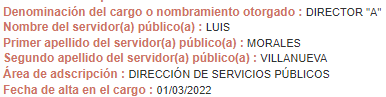 Denominación del cargo o nombramiento otorgado : DIRECTOR "A"
Nombre del servidor(a) público(a) : LUIS
Primer apellido del servidor(a) público(a) : MORALES
Segundo apellido del servidor(a) público(a) : VILLANUEVA
Área de adscripción : DIRECCIÓN DE SERVICIOS PÚBLICOS
Fecha de alta en el cargo : 01/03/2022